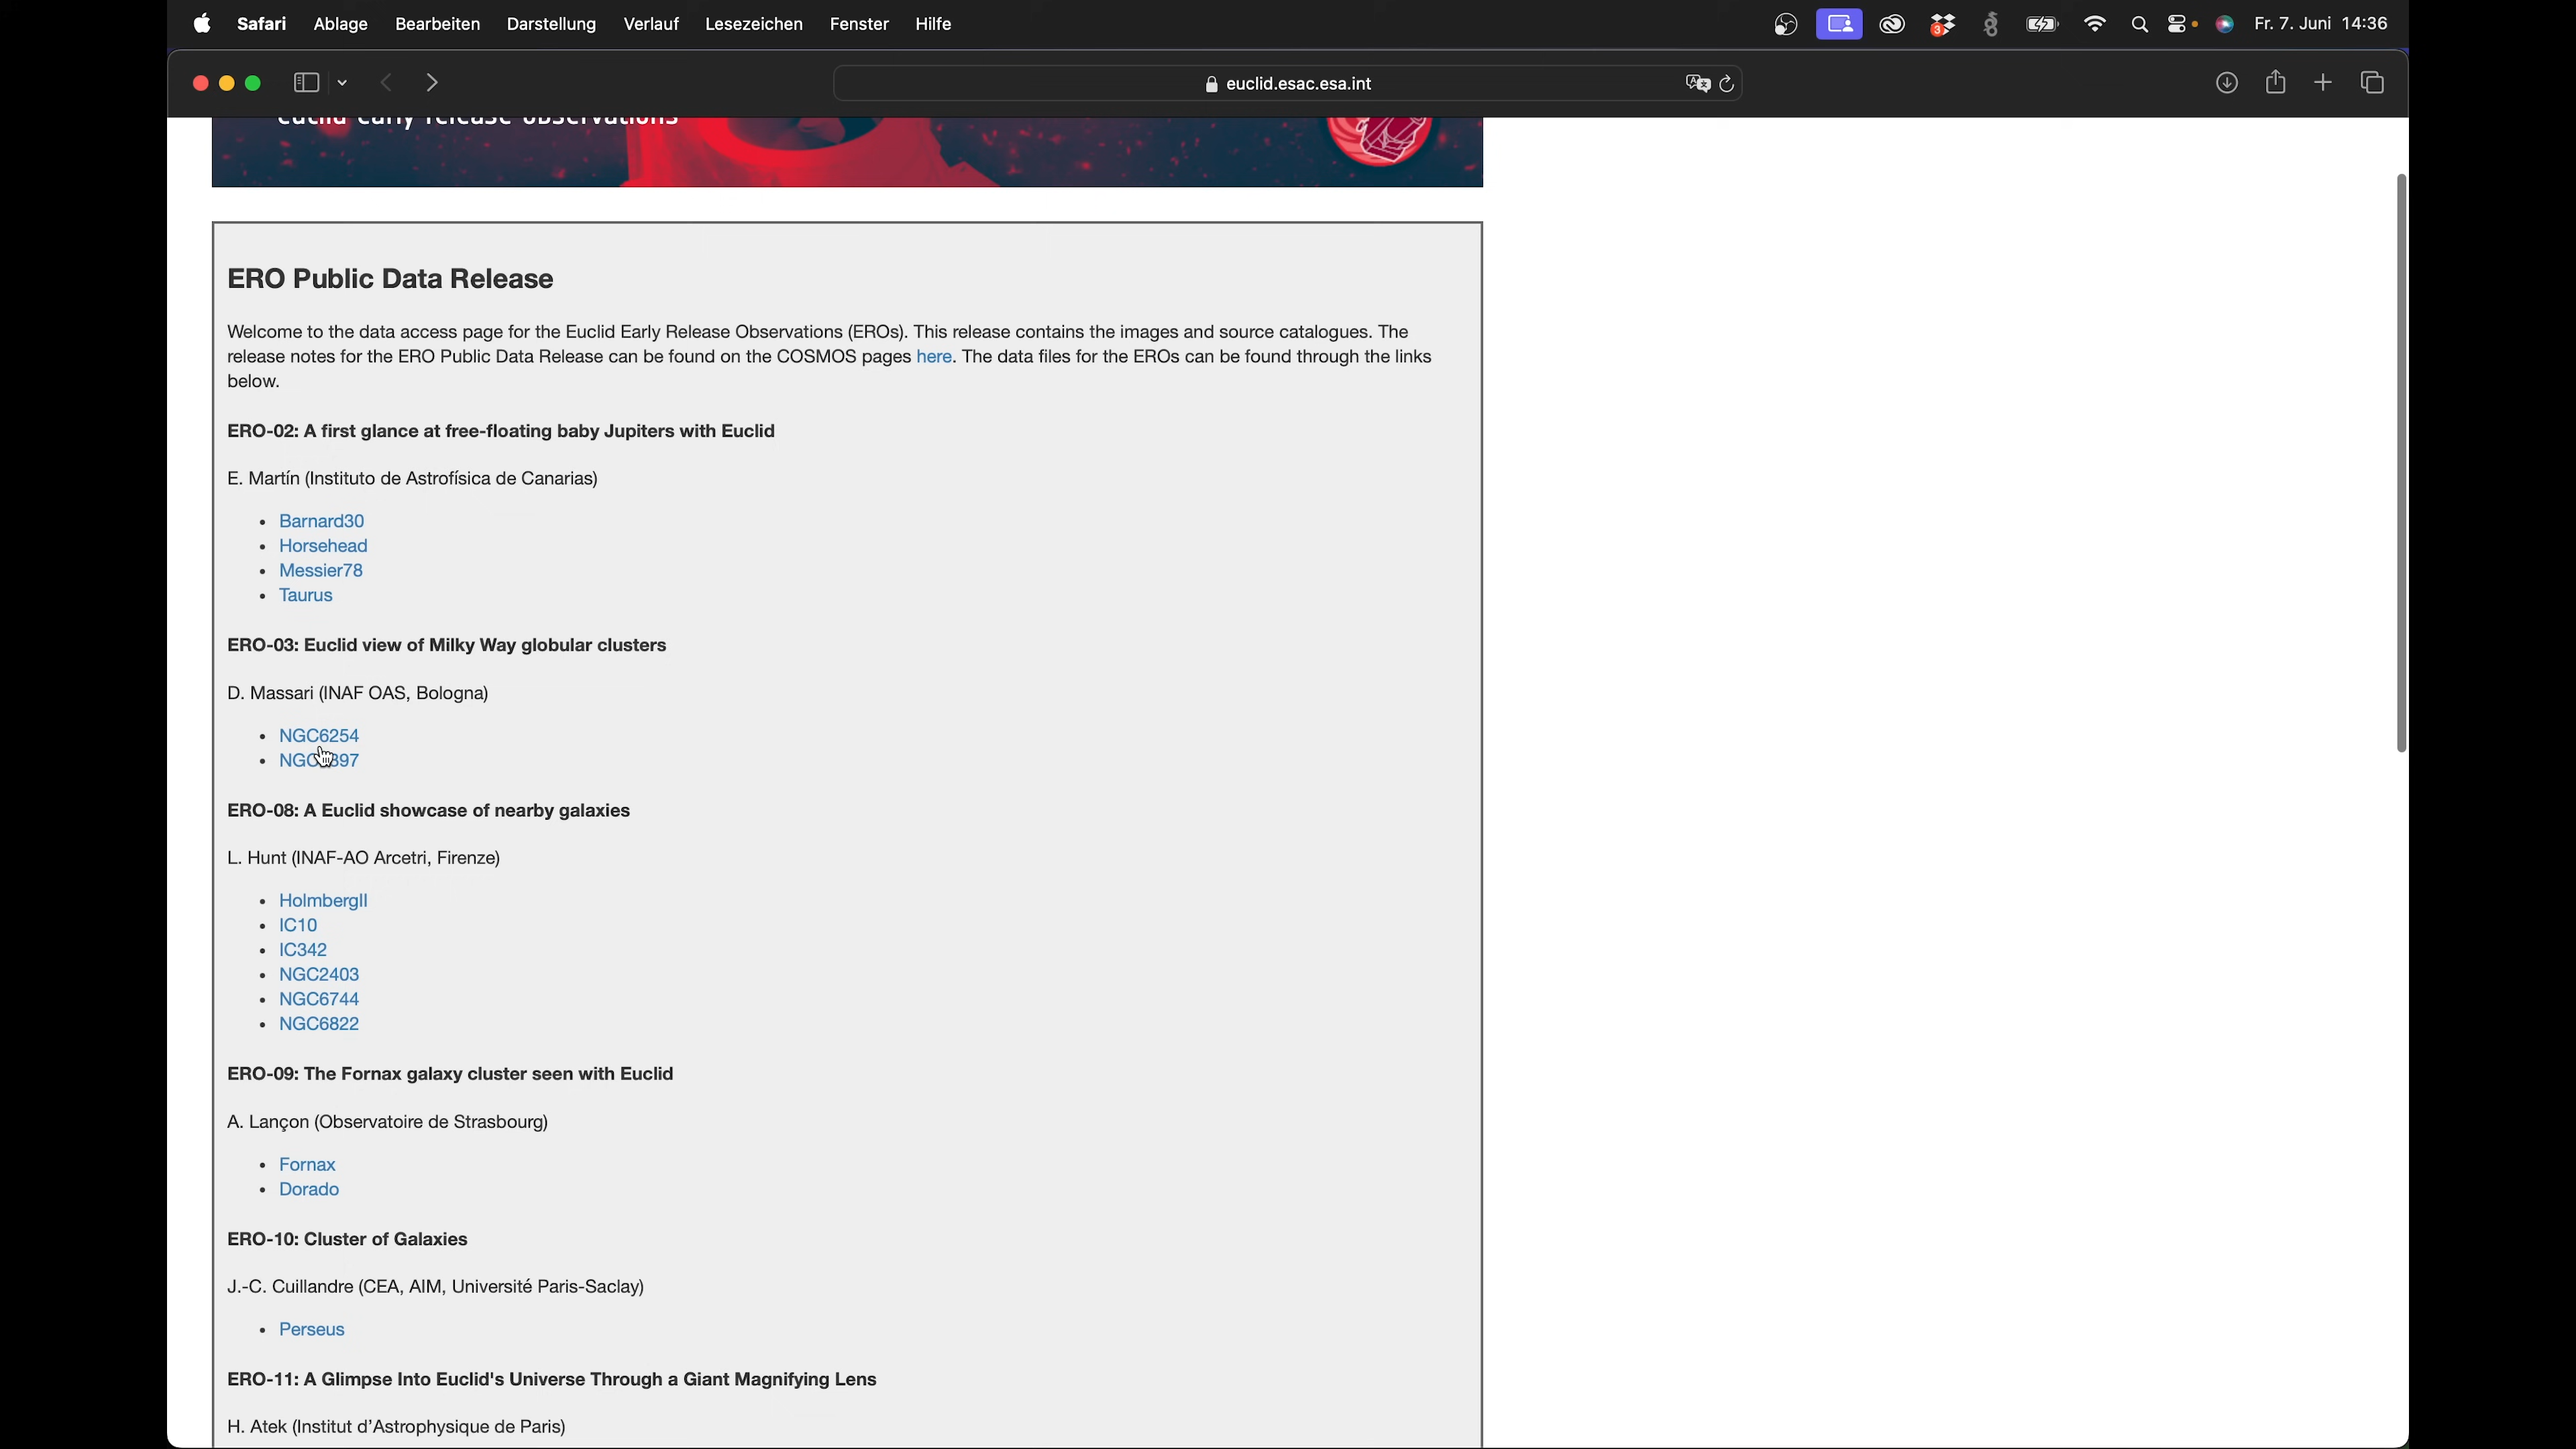 Safari Ablage Bearbeiten Darstellung Verlauf Lesezeichen Fenster Hilfe
3
Fr. 7. Juni 14:36
euclid.esac.esa.int
euclid early release observations
ERO Public Data Release
Welcome to the data access page for the Euclid Early Release Observations (EROs). This release contains the images and source catalogues. The
release notes for the ERO Public Data Release can be found on the COSMOS pages here. The data files for the EROs can be found through the links
below.
ERO-02: A first glance at free-floating baby Jupiters with Euclid
E. Martín (Instituto de Astrofísica de Canarias)
• Barnard30
• Horsehead
• Messier78
• Taurus
ERO-03: Euclid view of Milky Way globular clusters
D. Massari (INAF OAS, Bologna)
• NGC6254
ERO-08: A Euclid showcase of nearby galaxies
L. Hunt (INAF-AO Arcetri, Firenze)
• HolmbergII
• IC10
• IC342
• NGC2403
• NGC6744
• NGC6822
ERO-09: The Fornax galaxy cluster seen with Euclid
A. Lançon (Observatoire de Strasbourg)
• Fornax
• Dorado
ERO-10: Cluster of Galaxies
J.-C. Cuillandre (CEA, AIM, Université Paris-Saclay)
• Perseus
ERO-11: A Glimpse Into Euclid's Universe Through a Giant Magnifying Lens
H. Atek (Institut d'Astrophysique de Paris)